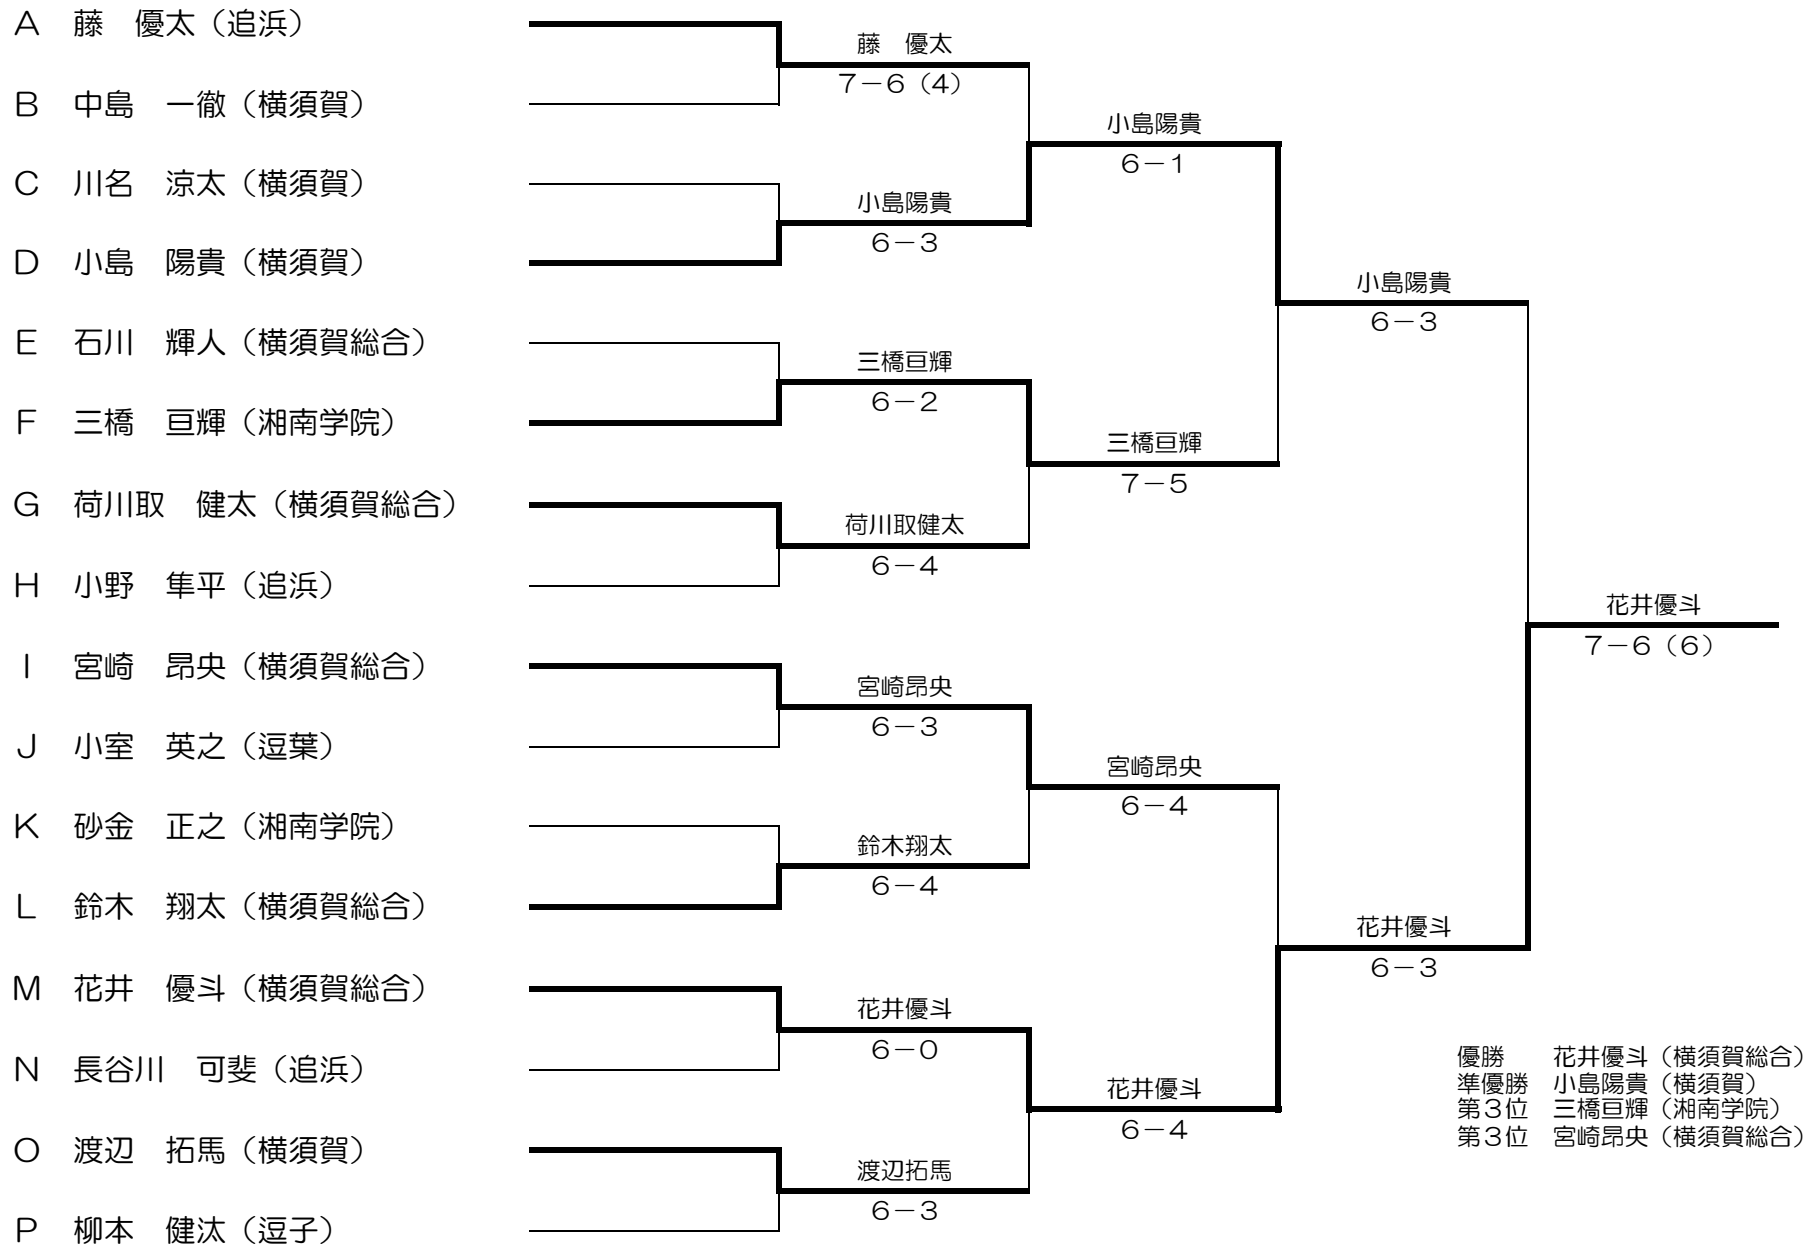 A　藤　優太（追浜）
B　中島　一徹（横須賀）
C　川名　涼太（横須賀）
D　小島　陽貴（横須賀）
E　石川　輝人（横須賀総合）
F　三橋　亘輝（湘南学院）
G　荷川取　健太（横須賀総合）
H　小野　隼平（追浜）
I　宮崎　昂央（横須賀総合）
J　小室　英之（逗葉）
K　砂金　正之（湘南学院）
L　鈴木　翔太（横須賀総合）
M　花井　優斗（横須賀総合）
N　長谷川　可斐（追浜）
O　渡辺　拓馬（横須賀）
P　柳本　健汰（逗子）
藤　優太
７－６（４）
小島陽貴
６－３
三橋亘輝
６－２
荷川取健太
６－４
宮崎昂央
６－３
鈴木翔太
６－４
花井優斗
６－０
渡辺拓馬
６－３
小島陽貴
６－１
三橋亘輝
７－５
宮崎昂央
６－４
花井優斗
６－４
小島陽貴
６－３
花井優斗
６－３
花井優斗
７－６（６）
優勝　　花井優斗（横須賀総合）
準優勝　小島陽貴（横須賀）
第３位　三橋亘輝（湘南学院）
第３位　宮崎昂央（横須賀総合）